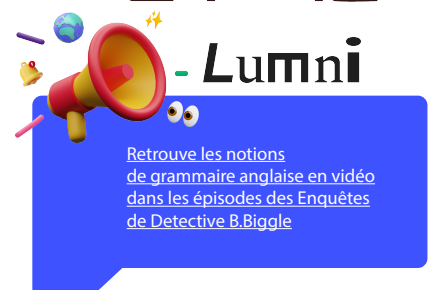 Lumni
Retrouve les notions
de grammaire anglaise en vidéo
dans les épisodes des Enquêtes
de Detective B.Biggle